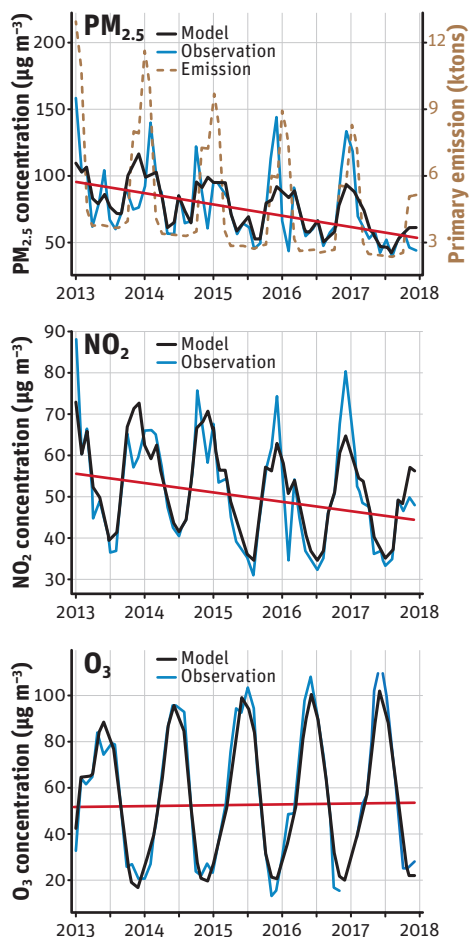 PM2.5
Model
Observation
Emission
PM2.5 concentration (μg m⁻³)
200
150
100
50
Primary emission (ktons)
12
9
6
3
2013 2014 2015 2016 2017 2018
NO2
Model
Observation
NO2 concentration (μg m⁻³)
90
80
70
60
50
40
30
2013 2014 2015 2016 2017 2018
O3
Model
Observation
O3 concentration (μg m⁻³)
100
80
60
40
20
2013 2014 2015 2016 2017 2018